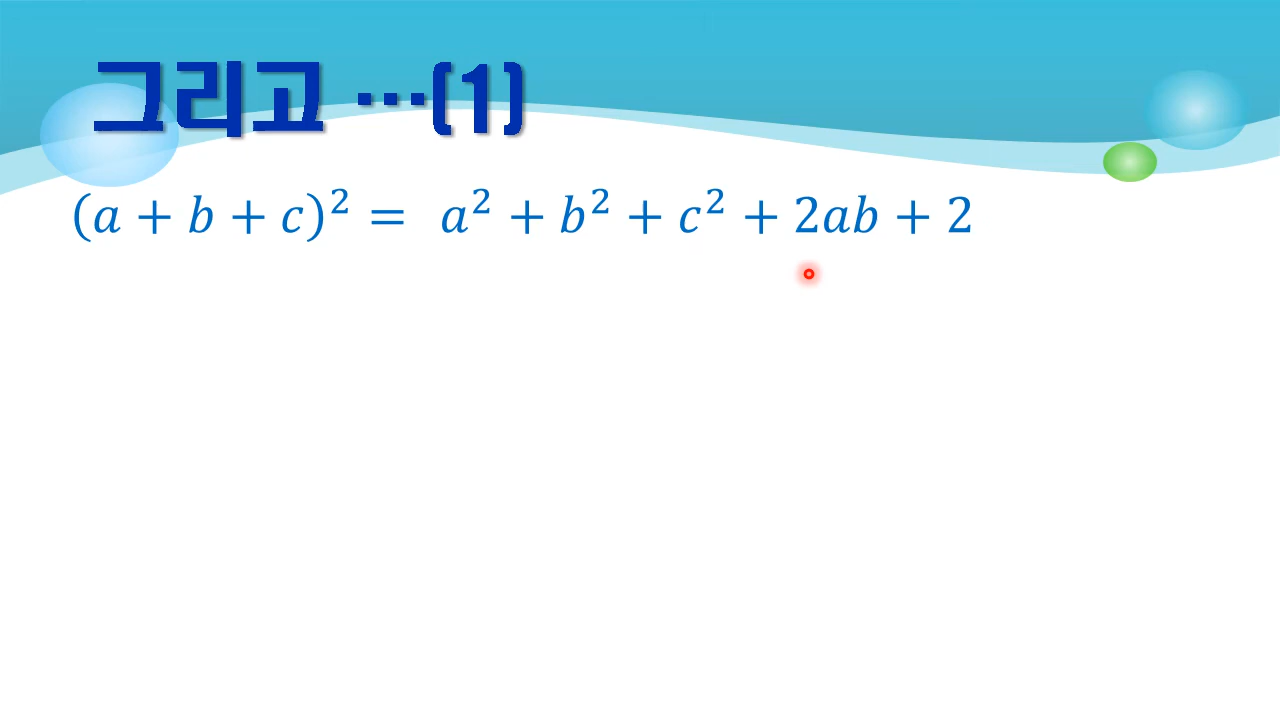 그리고 …(1)
(a + b + c)² = a² + b² + c² + 2ab + 2